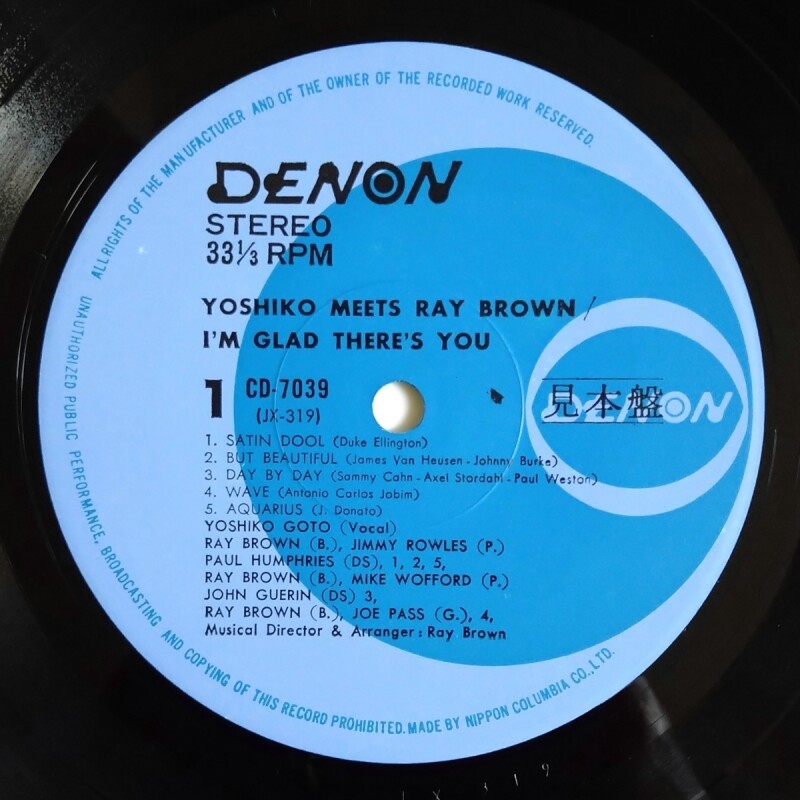 ALL RIGHTS OF THE MANUFACTURER AND OF THE OWNER OF THE RECORDED WORK RESERVED.
DENON
STEREO
33⅓ RPM
YOSHIKO MEETS RAY BROWN /
I'M GLAD THERE'S YOU
1 CD-7039
(JX-319)
見本盤
DENON
1. SATIN DOOL (Duke Ellington)
2. BUT BEAUTIFUL (James Van Heusen - Johnny Burke)
3. DAY BY DAY (Sammy Cahn - Axel Stordahl - Paul Weston)
4. WAVE (Antonio Carlos Jobim)
5. AQUARIUS (J. Donato)
YOSHIKO GOTO (Vocal)
RAY BROWN (B.), JIMMY ROWLES (P.)
PAUL HUMPHRIES (DS), 1, 2, 5,
RAY BROWN (B.), MIKE WOFFORD (P.)
JOHN GUERIN (DS) 3,
RAY BROWN (B.), JOE PASS (G.), 4,
Musical Director & Arranger : Ray Brown
UNAUTHORIZED PUBLIC PERFORMANCE, BROADCASTING AND COPYING OF THIS RECORD PROHIBITED. MADE BY NIPPON COLUMBIA CO., LTD.